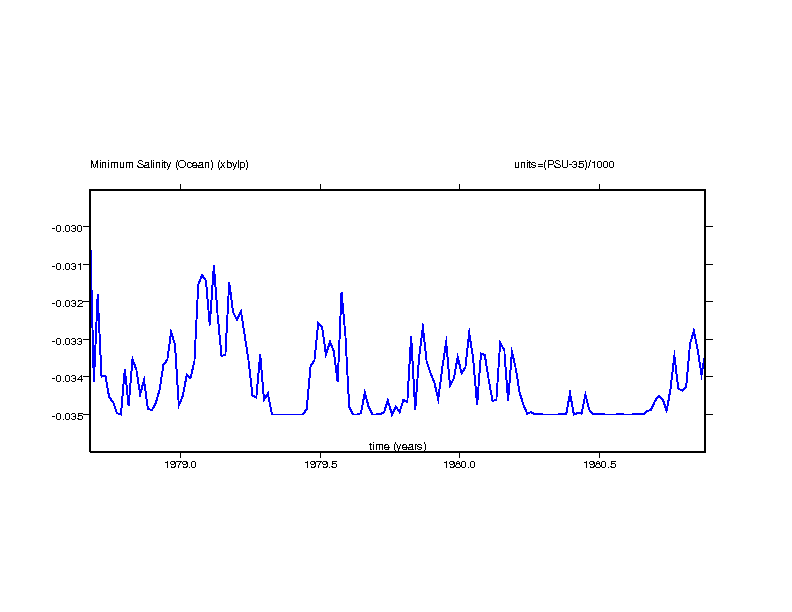 Minimum Salinity (Ocean) (xbylp) units=(PSU-35)/1000
-0.030
-0.031
-0.032
-0.033
-0.034
-0.035
time (years)
1979.0 1979.5 1980.0 1980.5